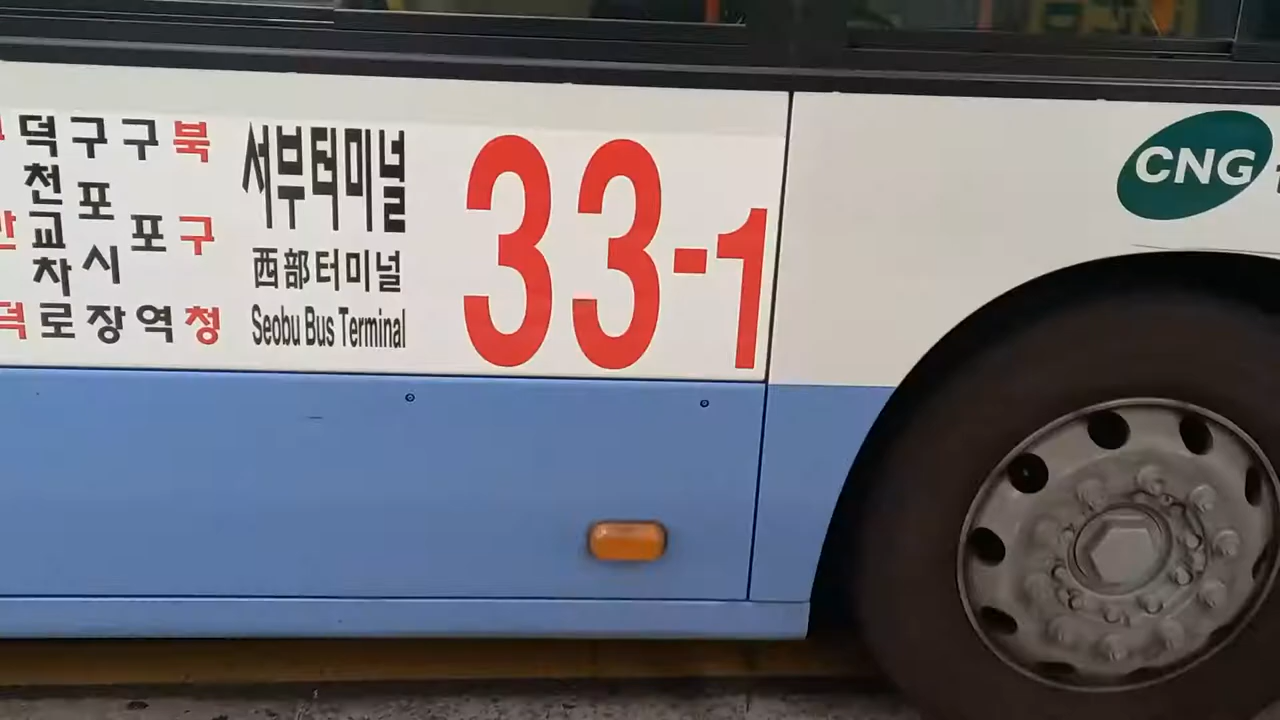 덕천교차로
구포시장
구포역
북구청
서부터미널
西部터미널
Seobu Bus Terminal
33-1
CNG